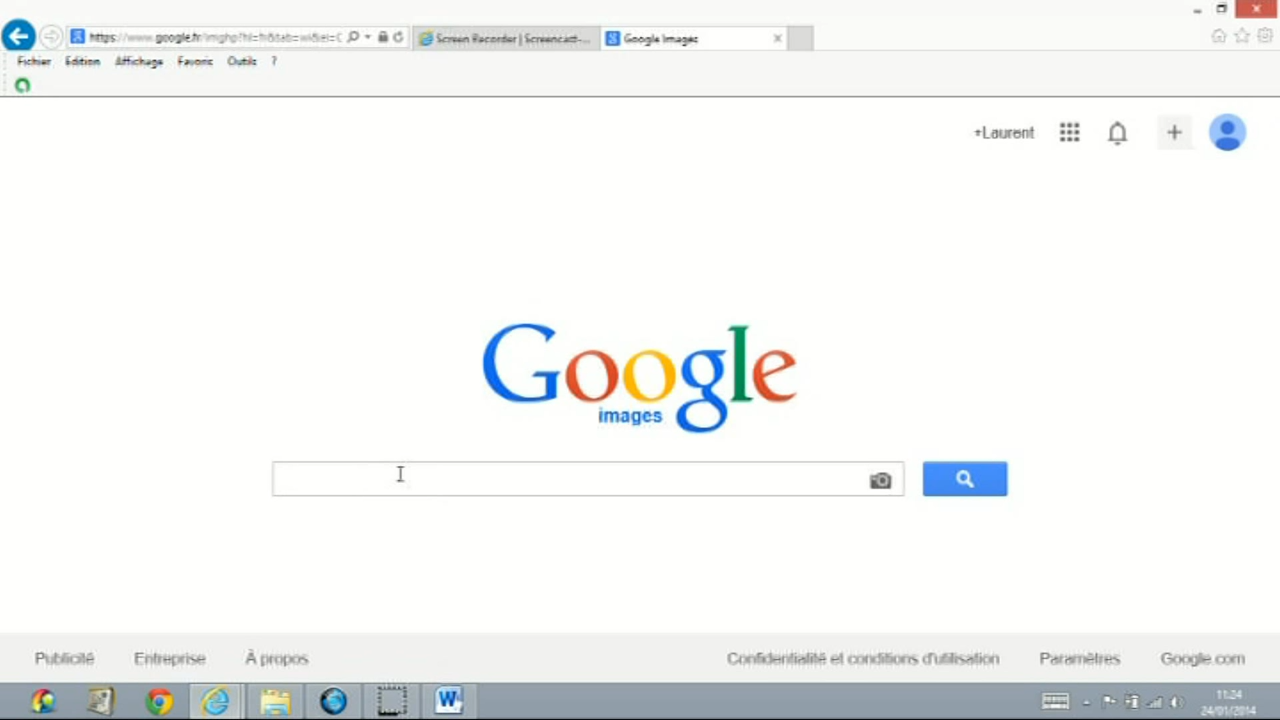 https://www.google.fr/imghp?hl=fr&tab=wi&ei=C
Screen Recorder | Screencast-...
Google Images
Fichier Edition Affichage Favoris Outils ?
+Laurent
Google
images
Publicité Entreprise À propos Confidentialité et conditions d'utilisation Paramètres Google.com
11:24
24/01/2014